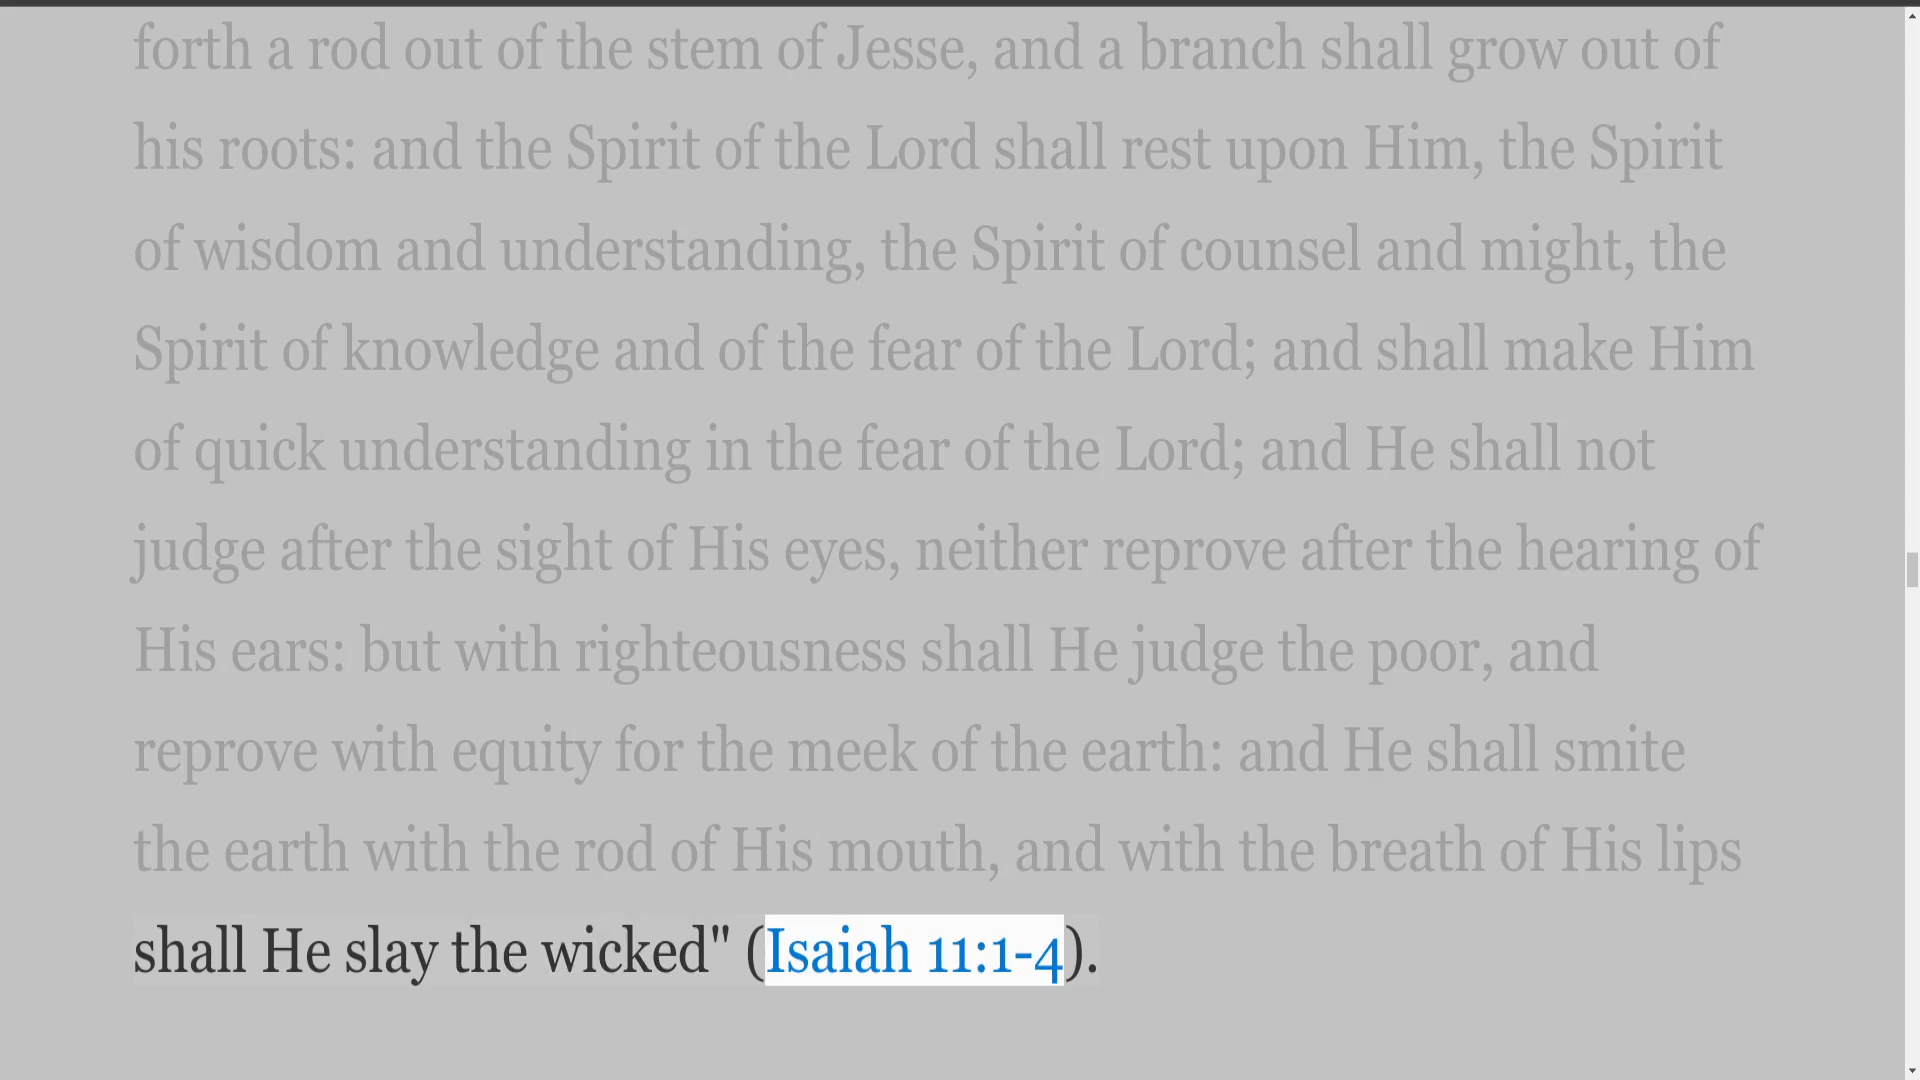 forth a rod out of the stem of Jesse, and a branch shall grow out of
his roots: and the Spirit of the Lord shall rest upon Him, the Spirit
of wisdom and understanding, the Spirit of counsel and might, the
Spirit of knowledge and of the fear of the Lord; and shall make Him
of quick understanding in the fear of the Lord; and He shall not
judge after the sight of His eyes, neither reprove after the hearing of
His ears: but with righteousness shall He judge the poor, and
reprove with equity for the meek of the earth: and He shall smite
the earth with the rod of His mouth, and with the breath of His lips
shall He slay the wicked" (Isaiah 11:1-4).